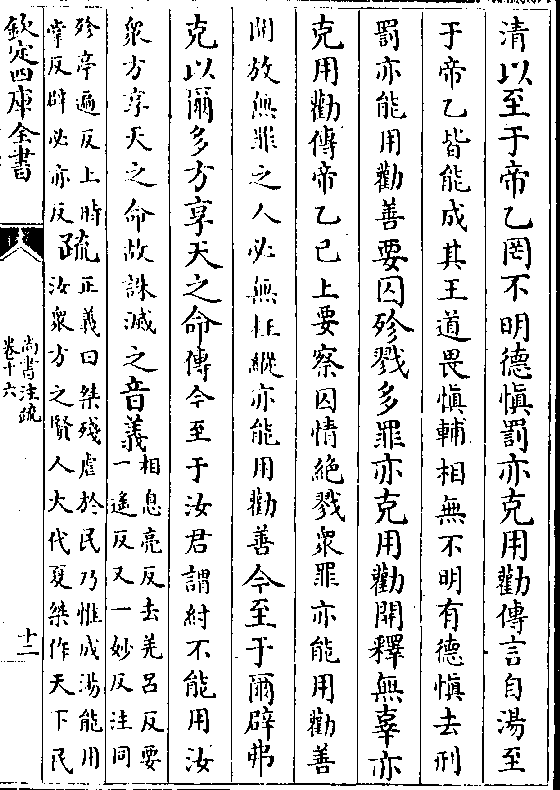 清以至于帝乙罔不明德慎罰亦克用勸傳言自湯至
于帝乙皆能成其王道畏慎輔相無不明有德慎去刑
罰亦能用勸善要囚殄戮多罪亦克用勸開釋無辜亦
克用勸傳帝乙已上要察囚情絶戮衆罪亦能用勸善
開放無罪之人必無枉縱亦能用勸善今至于爾辟弗
克以爾多方享天之命傳今至于汝君謂紂不能用汝
衆方享天之命故誅滅之音義
相息亮反去羌呂反要
一遥反又一妙反注同
殄亭遍反上時
掌反辟必亦反
疏
正義曰桀殘虐於民乃惟成湯能用
汝衆方之賢人大代夏桀作天下民
欽定四庫全書
尚書注疏
卷十六
十二